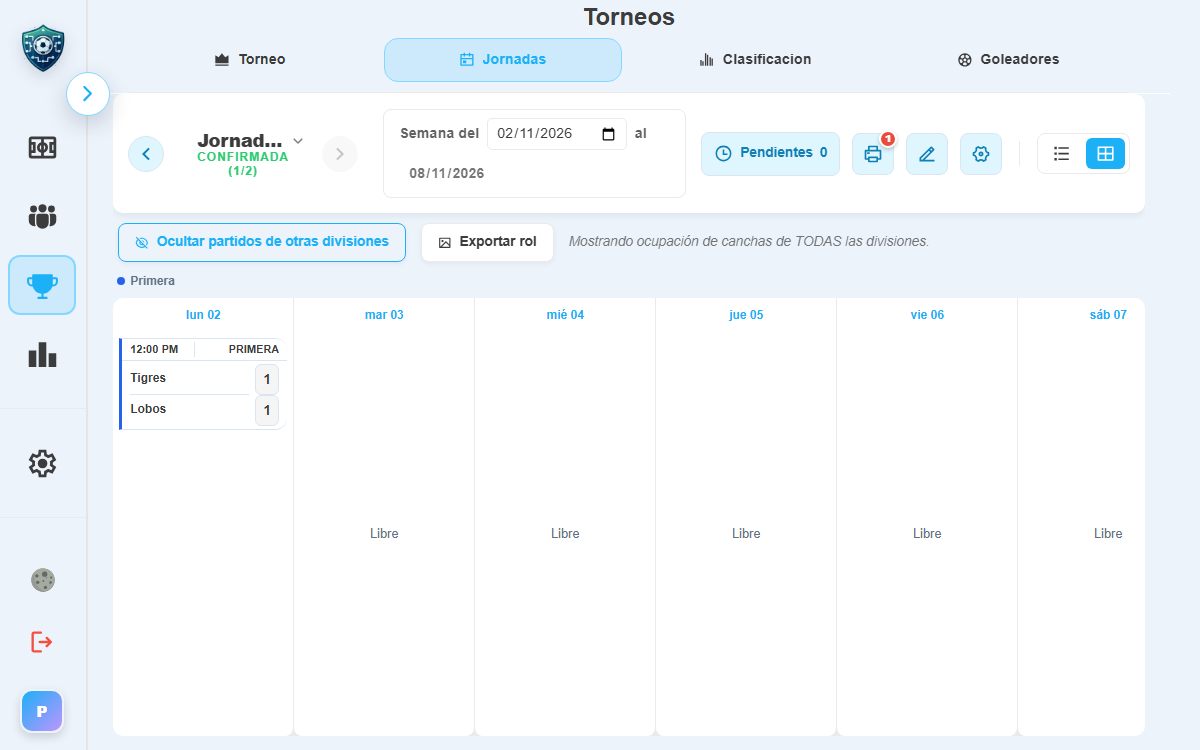 Torneos
Torneo
Jornadas
Clasificacion
Goleadores
Jornad...
CONFIRMADA
(1/2)
Semana del 02/11/2026 al
08/11/2026
Pendientes 0
1
Ocultar partidos de otras divisiones
Exportar rol
Mostrando ocupación de canchas de TODAS las divisiones.
Primera
lun 02
mar 03
mié 04
jue 05
vie 06
sáb 07
12:00 PM PRIMERA
Tigres 1
Lobos 1
Libre
Libre
Libre
Libre
Libre
P